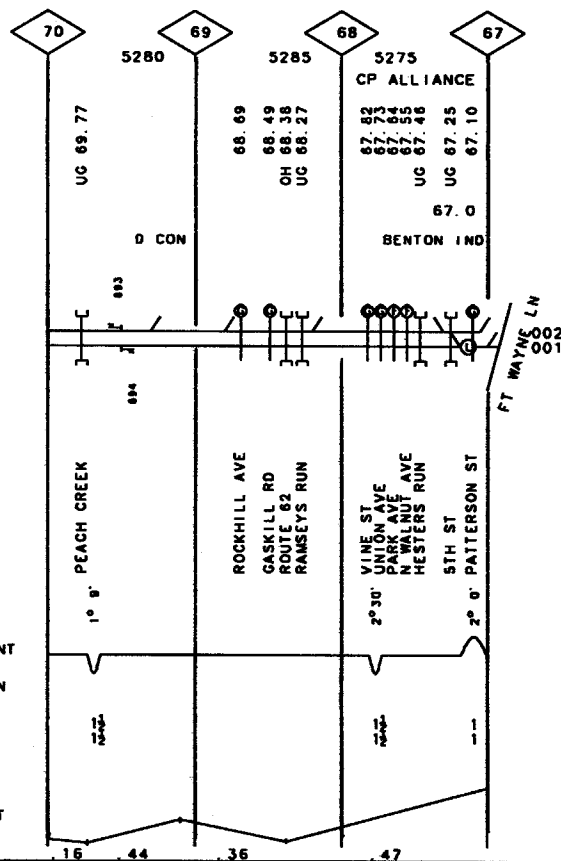 70 69 68 67
5280 5285 5275
CP ALLIANCE
UG 69.77
68.69
68.49
OH 68.38
UG 68.27
67.82
67.73
67.64
67.55
UG 67.46
UG 67.25
67.10
67.0
D CON
BENTON IND
693
694
002
001
FT WAYNE LN
PEACH CREEK
ROCKHILL AVE
GASKILL RD
ROUTE 62
RAMSEYS RUN
VINE ST
UNION AVE
PARK AVE
N WALNUT AVE
HESTERS RUN
5TH ST
PATTERSON ST
1° 9'
2° 30'
2° 0'
NT
N
T
.16 .44 .36 .47